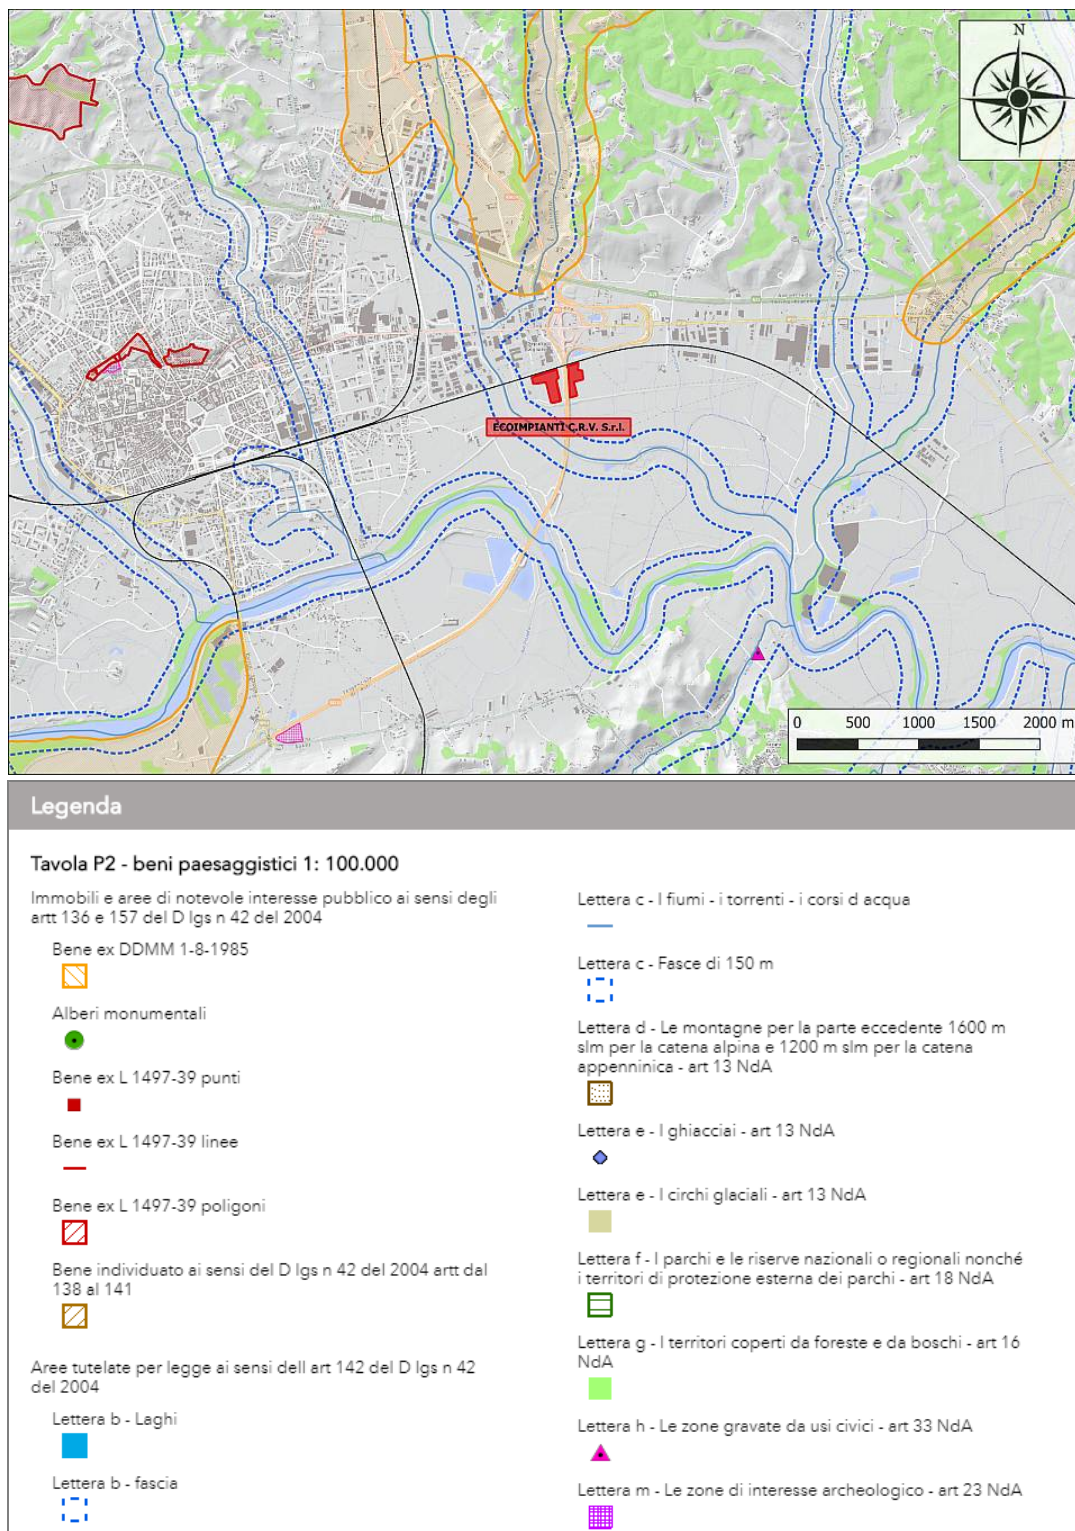 N
ECOIMPIANTI C.R.V. S.r.l.
0 500 1000 1500 2000 m
Legenda
Tavola P2 - beni paesaggistici 1: 100.000
Immobili e aree di notevole interesse pubblico ai sensi degli
artt 136 e 157 del D lgs n 42 del 2004
Bene ex DDMM 1-8-1985
Alberi monumentali
Bene ex L 1497-39 punti
Bene ex L 1497-39 linee
Bene ex L 1497-39 poligoni
Bene individuato ai sensi del D lgs n 42 del 2004 artt dal
138 al 141
Aree tutelate per legge ai sensi dell art 142 del D lgs n 42
del 2004
Lettera b - Laghi
Lettera b - fascia
Lettera c - I fiumi - i torrenti - i corsi d acqua
Lettera c - Fasce di 150 m
Lettera d - Le montagne per la parte eccedente 1600 m
slm per la catena alpina e 1200 m slm per la catena
appenninica - art 13 NdA
Lettera e - I ghiacciai - art 13 NdA
Lettera e - I circhi glaciali - art 13 NdA
Lettera f - I parchi e le riserve nazionali o regionali nonché
i territori di protezione esterna dei parchi - art 18 NdA
Lettera g - I territori coperti da foreste e da boschi - art 16
NdA
Lettera h - Le zone gravate da usi civici - art 33 NdA
Lettera m - Le zone di interesse archeologico - art 23 NdA